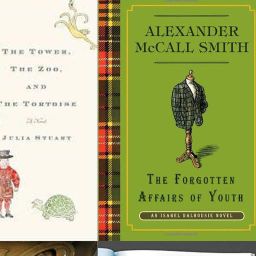 THE TOWER,
THE ZOO,
AND
THE TORTOISE
A Novel
JULIA STUART
ALEXANDER
McCALL SMITH
THE FORGOTTEN
AFFAIRS OF YOUTH
AN ISABEL DALHOUSIE NOVEL